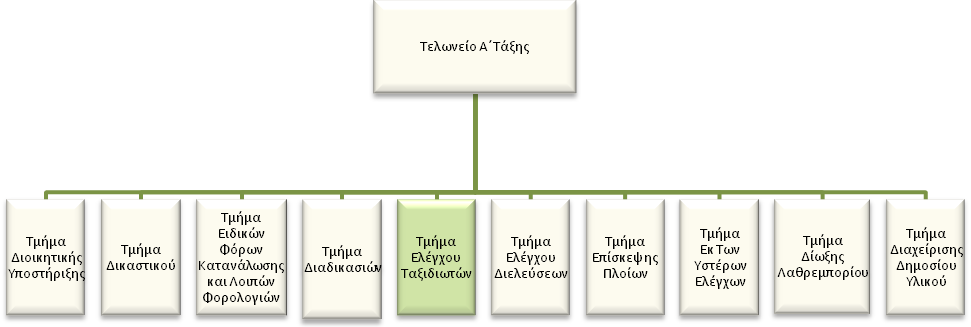 Τελωνείο Α΄Τάξης
Τμήμα
Διοικητικής
Υποστήριξης
Τμήμα
Δικαστικού
Τμήμα
Ειδικών
Φόρων
Κατανάλωσης
και Λοιπών
Φορολογιών
Τμήμα
Διαδικασιών
Τμήμα
Ελέγχου
Ταξιδιωτών
Τμήμα
Ελέγχου
Διελεύσεων
Τμήμα
Επίσκεψης
Πλοίων
Τμήμα
Εκ Των
Υστέρων
Ελέγχων
Τμήμα
Δίωξης
Λαθρεμπορίου
Τμήμα
Διαχείρισης
Δημοσίου
Υλικού